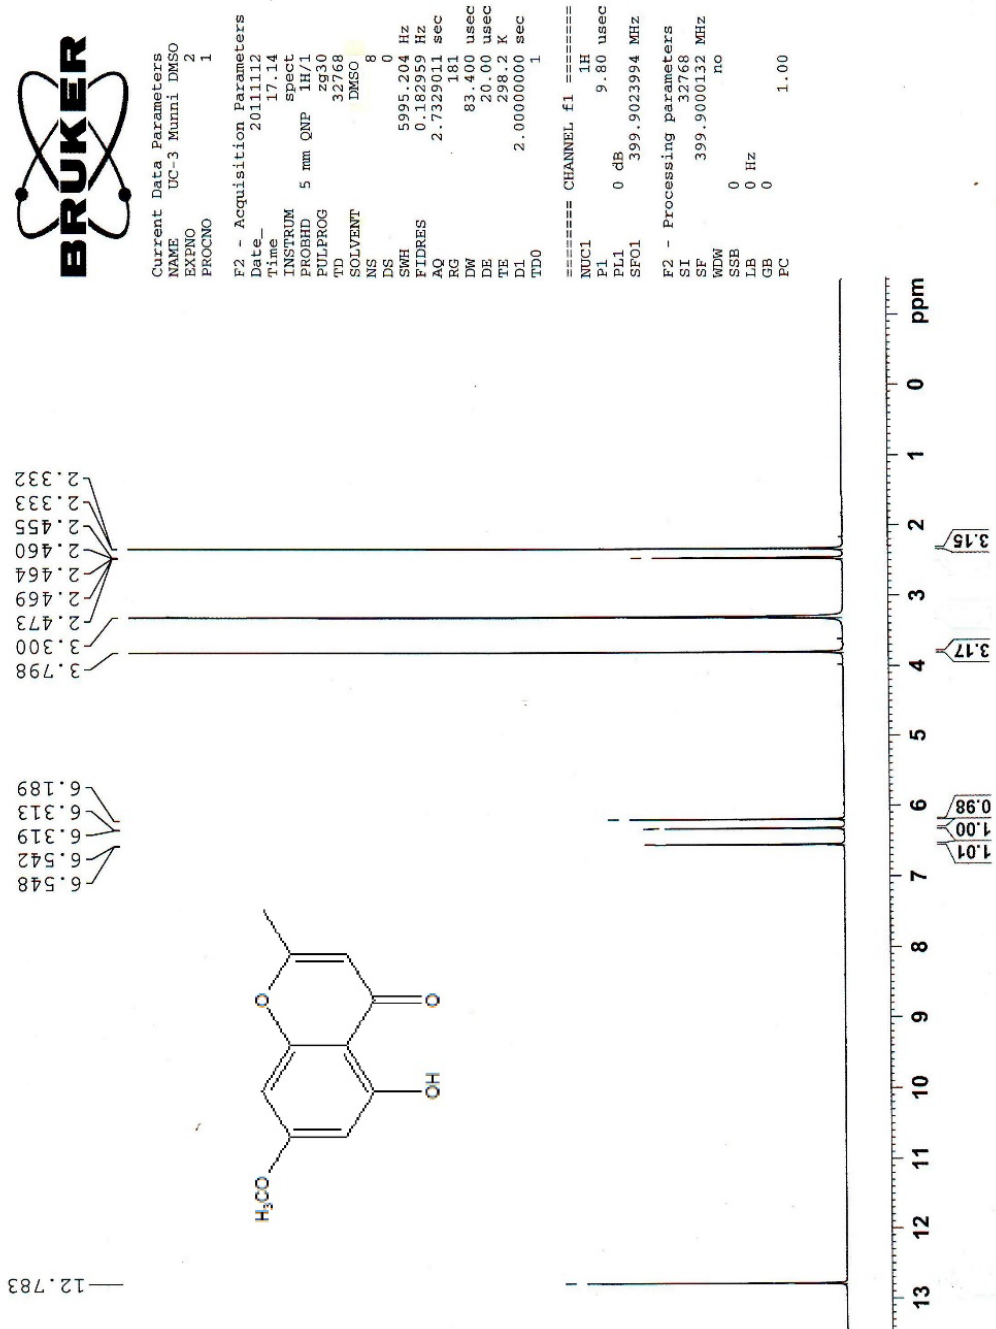 BRUKER
Current Data Parameters
NAME UC-3 Munni DMSO
EXPNO 2
PROCNO 1
F2 - Acquisition Parameters
Date_ 20111112
Time 17.14
INSTRUM spect
PROBHD 5 mm QNP 1H/1
PULPROG zg30
TD 32768
SOLVENT DMSO
NS 8
DS 0
SWH 5995.204 Hz
FIDRES 0.182959 Hz
AQ 2.7329011 sec
RG 181
DW 83.400 usec
DE 20.00 usec
TE 298.2 K
D1 2.00000000 sec
TD0 1
======== CHANNEL f1 ========
NUC1 1H
P1 9.80 usec
PL1 0 dB
SFO1 399.9023994 MHz
F2 - Processing parameters
SI 32768
SF 399.9000132 MHz
WDW no
SSB 0
LB 0 Hz
GB 0
PC 1.00
12.783
6.548
6.542
6.319
6.313
6.189
3.798
3.300
2.473
2.469
2.464
2.460
2.455
2.333
2.332
H3CO
O
O
OH
13 12 11 10 9 8 7 6 5 4 3 2 1 0 ppm
1.01
1.00
0.98
3.17
3.15